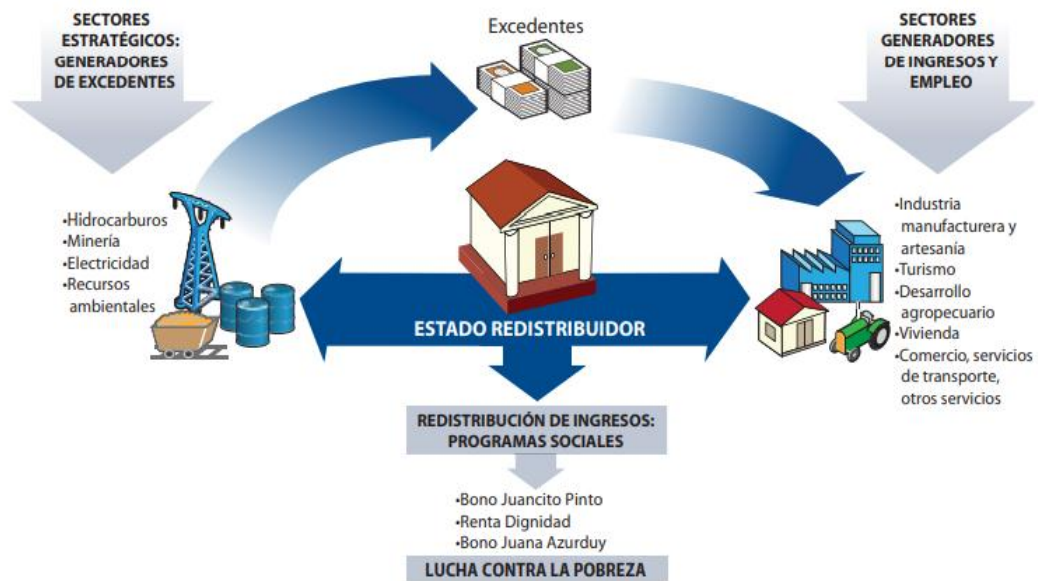 SECTORES
ESTRATÉGICOS:
GENERADORES
DE EXCEDENTES
Excedentes
SECTORES
GENERADORES
DE INGRESOS Y
EMPLEO
•Hidrocarburos
•Minería
•Electricidad
•Recursos
ambientales
ESTADO REDISTRIBUIDOR
•Industria
manufacturera y
artesanía
•Turismo
•Desarrollo
agropecuario
•Vivienda
•Comercio, servicios
de transporte,
otros servicios
REDISTRIBUCIÓN DE INGRESOS:
PROGRAMAS SOCIALES
•Bono Juancito Pinto
•Renta Dignidad
•Bono Juana Azurduy
LUCHA CONTRA LA POBREZA